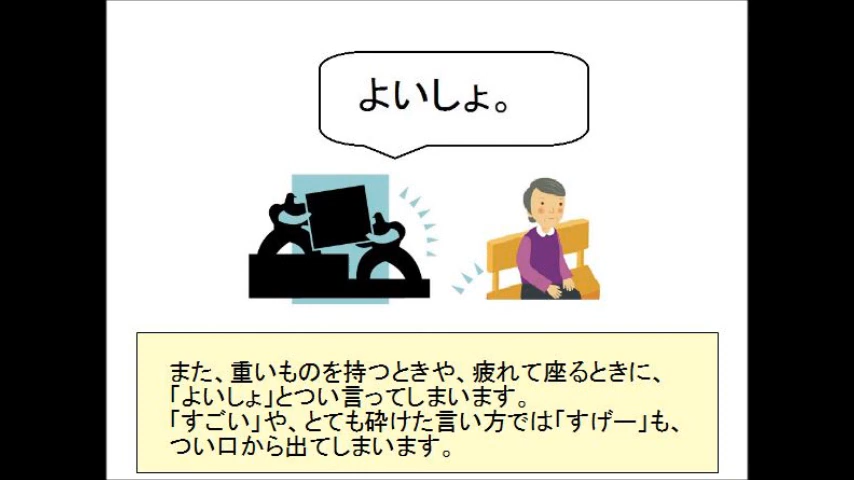 よいしょ。
また、重いものを持つときや、疲れて座るときに、
「よいしょ」とつい言ってしまいます。
「すごい」や、とても砕けた言い方では「すげー」も、
つい口から出てしまいます。